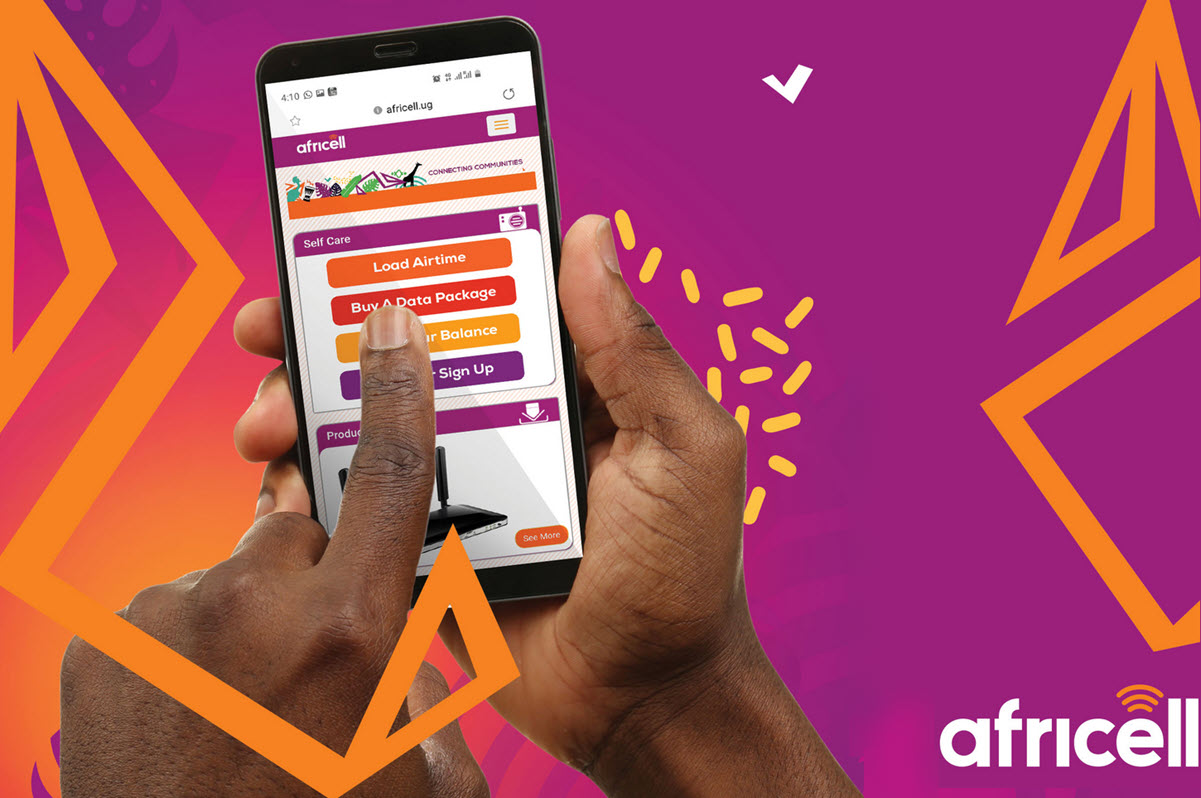 4:10
africell.ug
africell
CONNECTING COMMUNITIES
Self Care
Load Airtime
Buy A Data Package
Balance
Sign Up
See More
africell